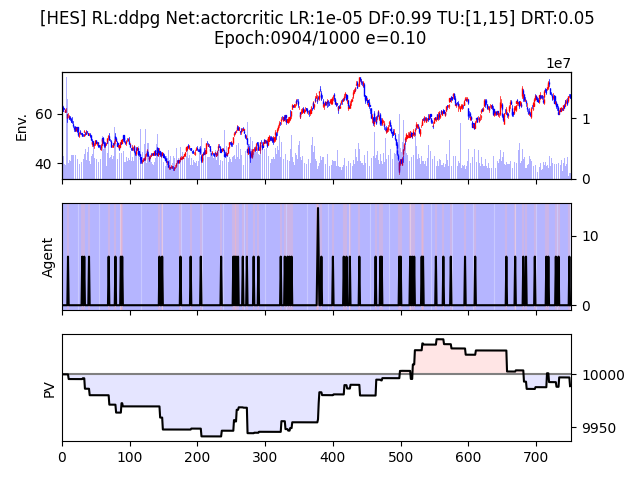 [HES] RL:ddpg Net:actorcritic LR:1e-05 DF:0.99 TU:[1,15] DRT:0.05
Epoch:0904/1000 e=0.10
1e7
Env.
60
40
1
0
Agent
10
0
PV
10000
9950
0 100 200 300 400 500 600 700